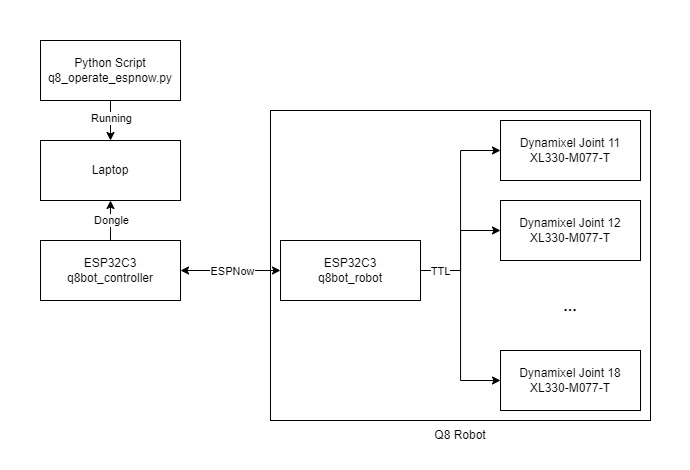 Python Script
q8_operate_espnow.py
Running
Laptop
Dongle
ESP32C3
q8bot_controller
ESPNow
ESP32C3
q8bot_robot
TTL
Dynamixel Joint 11
XL330-M077-T
Dynamixel Joint 12
XL330-M077-T
...
Dynamixel Joint 18
XL330-M077-T
Q8 Robot